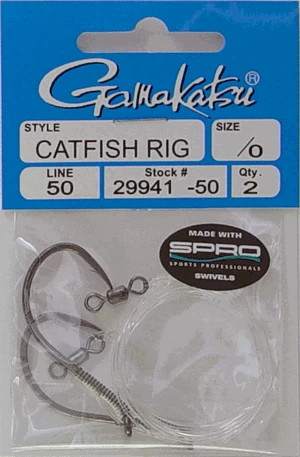 Gamakatsu®
STYLE
CATFISH RIG
SIZE
/0
LINE
50
Stock #
29941 -50
Qty.
2
MADE WITH
SPRO
SPORTS PROFESSIONALS
SWIVELS